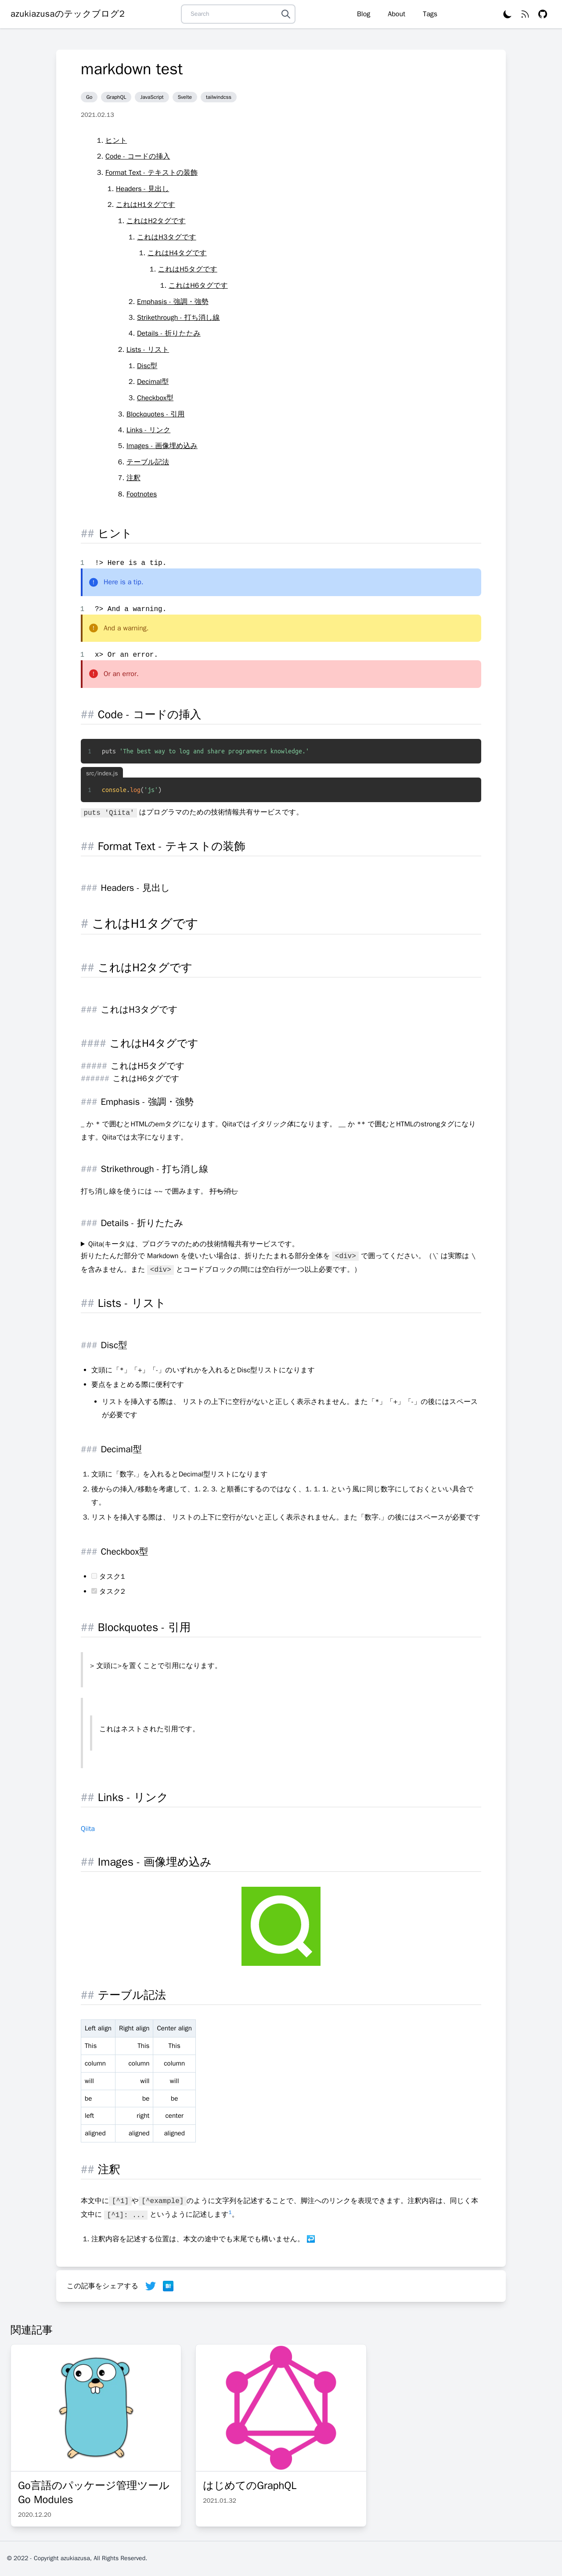 azukiazusaのテックブログ2
Search
Blog About Tags
markdown test
Go GraphQL JavaScript Svelte tailwindcss
2021.02.13
1. ヒント
2. Code - コードの挿入
3. Format Text - テキストの装飾
1. Headers - 見出し
2. これはH1タグです
1. これはH2タグです
1. これはH3タグです
1. これはH4タグです
1. これはH5タグです
1. これはH6タグです
2. Emphasis - 強調・強勢
3. Strikethrough - 打ち消し線
4. Details - 折りたたみ
2. Lists - リスト
1. Disc型
2. Decimal型
3. Checkbox型
3. Blockquotes - 引用
4. Links - リンク
5. Images - 画像埋め込み
6. テーブル記法
7. 注釈
8. Footnotes
## ヒント
1 !> Here is a tip.
Here is a tip.
1 ?> And a warning.
And a warning.
1 x> Or an error.
Or an error.
## Code - コードの挿入
1 puts 'The best way to log and share programmers knowledge.'
src/index.js
1 console.log('js')
puts 'Qiita' はプログラマのための技術情報共有サービスです。
## Format Text - テキストの装飾
### Headers - 見出し
# これはH1タグです
## これはH2タグです
### これはH3タグです
#### これはH4タグです
##### これはH5タグです
###### これはH6タグです
### Emphasis - 強調・強勢
_ か * で囲むとHTMLのemタグになります。Qiitaではイタリック体になります。 __ か ** で囲むとHTMLのstrongタグになり
ます。Qiitaでは太字になります。
### Strikethrough - 打ち消し線
打ち消し線を使うには ~~ で囲みます。 打ち消し
### Details - 折りたたみ
▶ Qiita(キータ)は、プログラマのための技術情報共有サービスです。
折りたたんだ部分で Markdown を使いたい場合は、折りたたまれる部分全体を <div> で囲ってください。（\` は実際は \
を含みません。また <div> とコードブロックの間には空白行が一つ以上必要です。）
## Lists - リスト
### Disc型
• 文頭に「*」「+」「-」のいずれかを入れるとDisc型リストになります
• 要点をまとめる際に便利です
• リストを挿入する際は、 リストの上下に空行がないと正しく表示されません。また「*」「+」「-」の後にはスペース
が必要です
### Decimal型
1. 文頭に「数字.」を入れるとDecimal型リストになります
2. 後からの挿入/移動を考慮して、1. 2. 3. と順番にするのではなく、1. 1. 1. という風に同じ数字にしておくといい具合で
す。
3. リストを挿入する際は、 リストの上下に空行がないと正しく表示されません。また「数字.」の後にはスペースが必要です
### Checkbox型
• タスク1
• タスク2
## Blockquotes - 引用
> 文頭に>を置くことで引用になります。
これはネストされた引用です。
## Links - リンク
Qiita
## Images - 画像埋め込み
## テーブル記法
Left align Right align Center align
This This This
column column column
will will will
be be be
left right center
aligned aligned aligned
## 注釈
本文中に [^1] や [^example] のように文字列を記述することで、脚注へのリンクを表現できます。注釈内容は、同じく本
文中に [^1]: ... というように記述します1。
1. 注釈内容を記述する位置は、本文の途中でも末尾でも構いません。 ↩
この記事をシェアする B!
関連記事
Go言語のパッケージ管理ツール
Go Modules
2020.12.20
はじめてのGraphQL
2021.01.32
© 2022 - Copyright azukiazusa, All Rights Reserved.